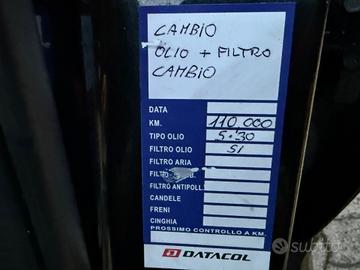 CAMBIO
OLIO + FILTRO
CAMBIO
DATA
KM. 110.000
TIPO OLIO 5.30
FILTRO OLIO SI
FILTRO ARIA
FILTRO
FILTRO ANTIPOLL.
CANDELE
FRENI
CINGHIA
PROSSIMO CONTROLLO A KM.
DATACOL
subito